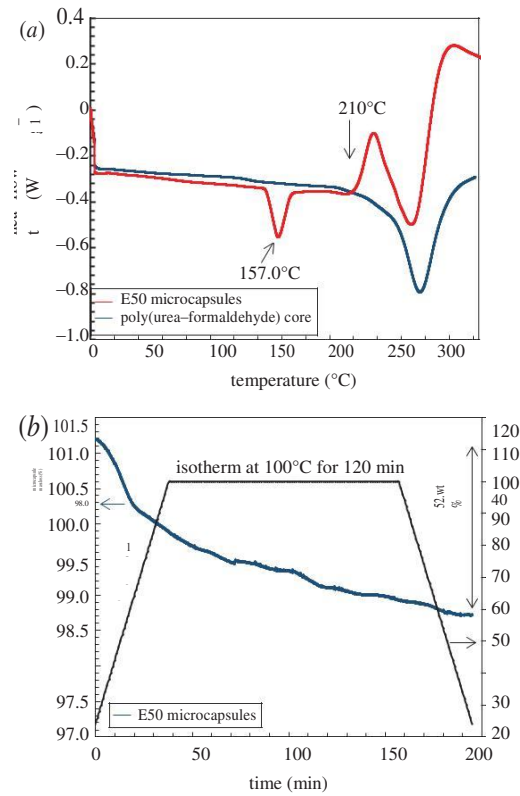 (a)
0.4
0.2
0
−0.2
−0.4
−0.6
−0.8
−1.0
(W
210°C
157.0°C
E50 microcapsules
poly(urea–formaldehyde) core
0 50 100 150 200 250 300
temperature (°C)
(b)
101.5
101.0
100.5
98.0
100.0
99.5
99.0
98.5
97.5
97.0
isotherm at 100°C for 120 min
1
52.wt
%
120
110
100
40
90
80
70
60
50
30
20
E50 microcapsules
0 50 100 150 200
time (min)